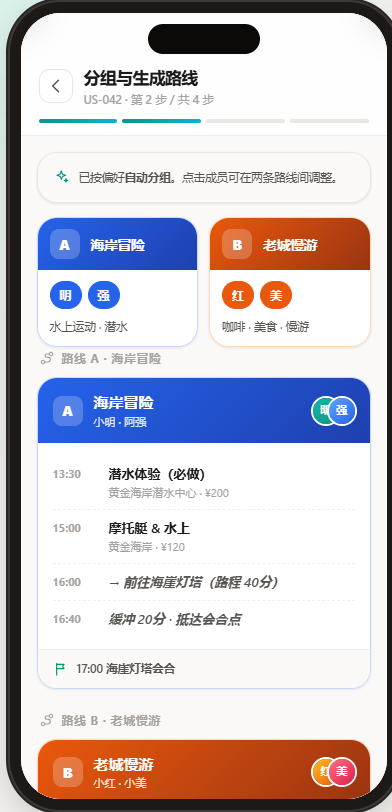 分组与生成路线
US-042 · 第 2 步 / 共 4 步
已按偏好自动分组。点击成员可在两条路线间调整。
A 海岸冒险
明 强
水上运动 · 潜水
B 老城慢游
红 美
咖啡 · 美食 · 慢游
路线 A · 海岸冒险
A 海岸冒险
小明 · 阿强
明 强
13:30 潜水体验（必做）
黄金海岸潜水中心 · ¥200
15:00 摩托艇 & 水上
黄金海岸 · ¥120
16:00 → 前往海崖灯塔（路程 40分）
16:40 缓冲 20分 · 抵达会合点
17:00 海崖灯塔会合
路线 B · 老城慢游
B 老城慢游
小红 · 小美
红 美